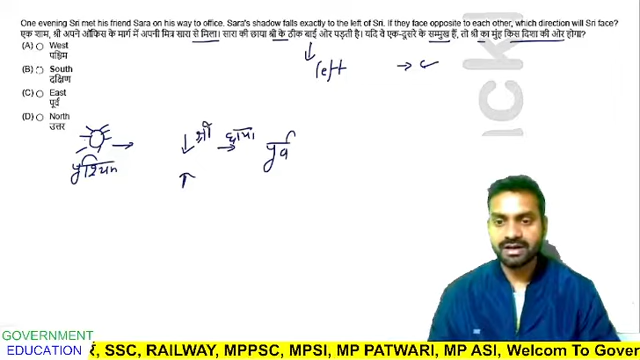 One evening Sri met his friend Sara on his way to office. Sara's shadow falls exactly to the left of Sri. If they face opposite to each other, which direction will Sri face?
एक शाम, श्री अपने ऑफिस के मार्ग में अपनी मित्र सारा से मिला। सारा की छाया श्री के ठीक बाईं ओर पड़ती है। यदि वे एक-दूसरे के सम्मुख हैं, तो श्री का मुंह किस दिशा की ओर होगा?
(A) West
पश्चिम
(B) South
दक्षिण
(C) East
पूर्व
(D) North
उत्तर
left
श्री छाया
पूर्व
पश्चिम
GOVERNMENT
EDUCATION
SSC, RAILWAY, MPPSC, MPSI, MP PATWARI, MP ASI, Welcome To Gover